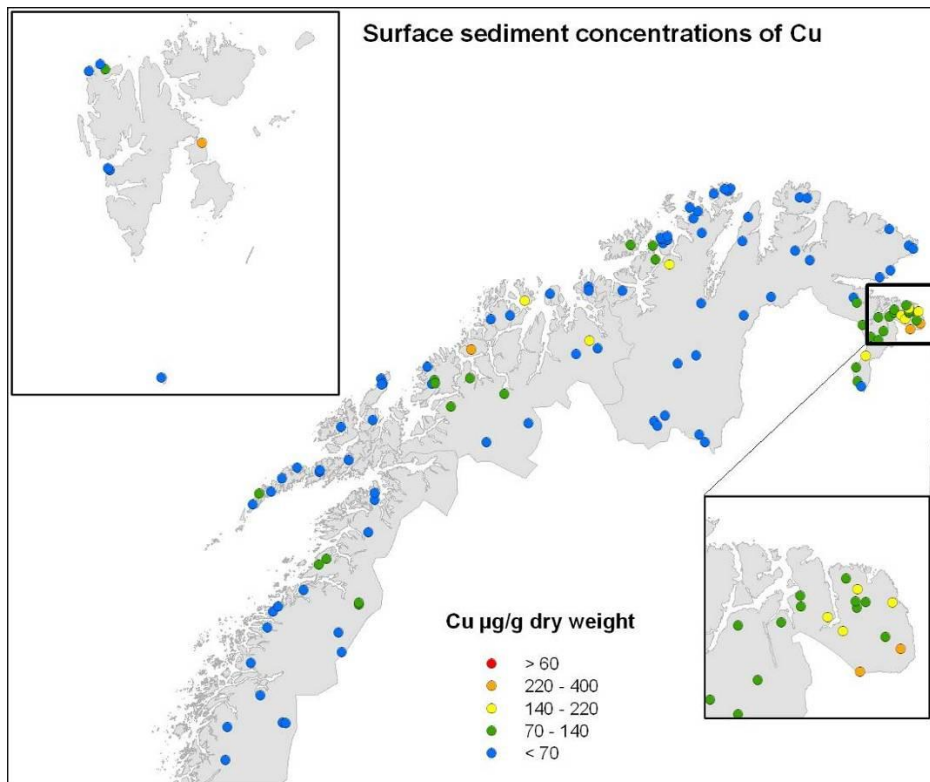 Surface sediment concentrations of Cu
Cu µg/g dry weight
> 60
220 - 400
140 - 220
70 - 140
< 70